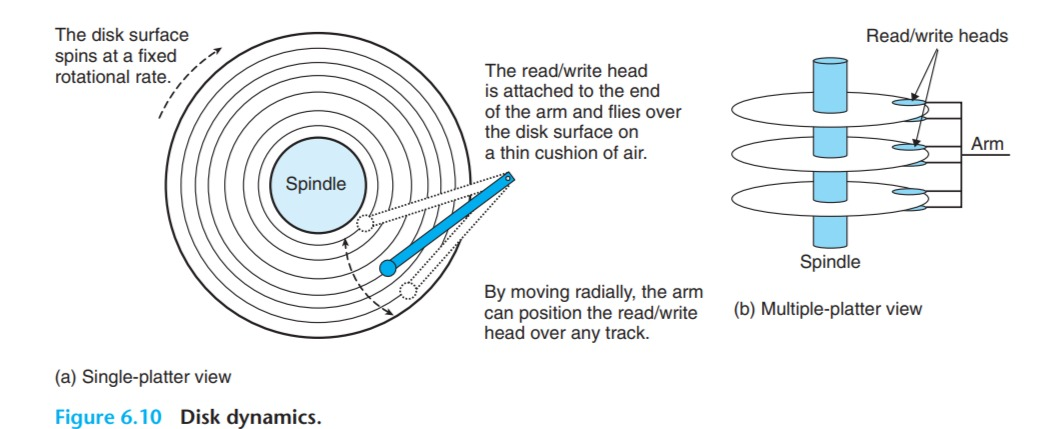 The disk surface
spins at a fixed
rotational rate.
Spindle
The read/write head
is attached to the end
of the arm and flies over
the disk surface on
a thin cushion of air.
By moving radially, the arm
can position the read/write
head over any track.
(a) Single-platter view
Read/write heads
Arm
Spindle
(b) Multiple-platter view
Figure 6.10 Disk dynamics.